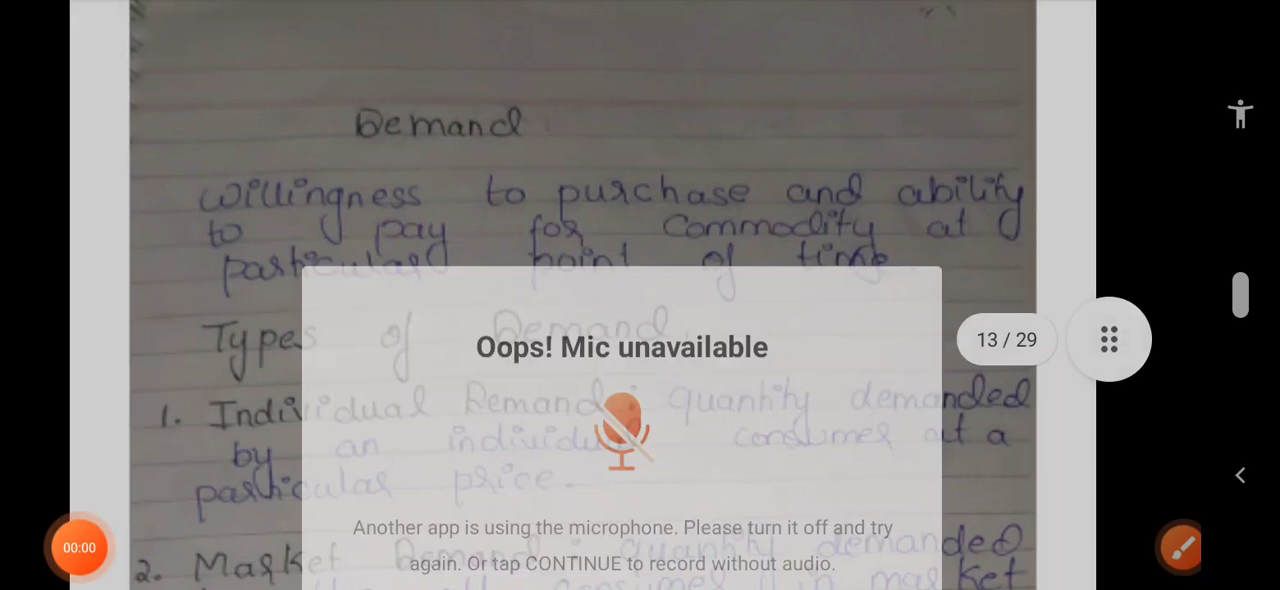 Demand
Willingness to purchase and ability
to pay for commodity at
particular point of time
Types of Demand
Oops! Mic unavailable
13 / 29
1. Individual Demand : quantity demanded
by an individual consumer at a
particular price.
Another app is using the microphone. Please turn it off and try
again. Or tap CONTINUE to record without audio.
00:00
2. Market Demand : quantity demanded
consumer in market